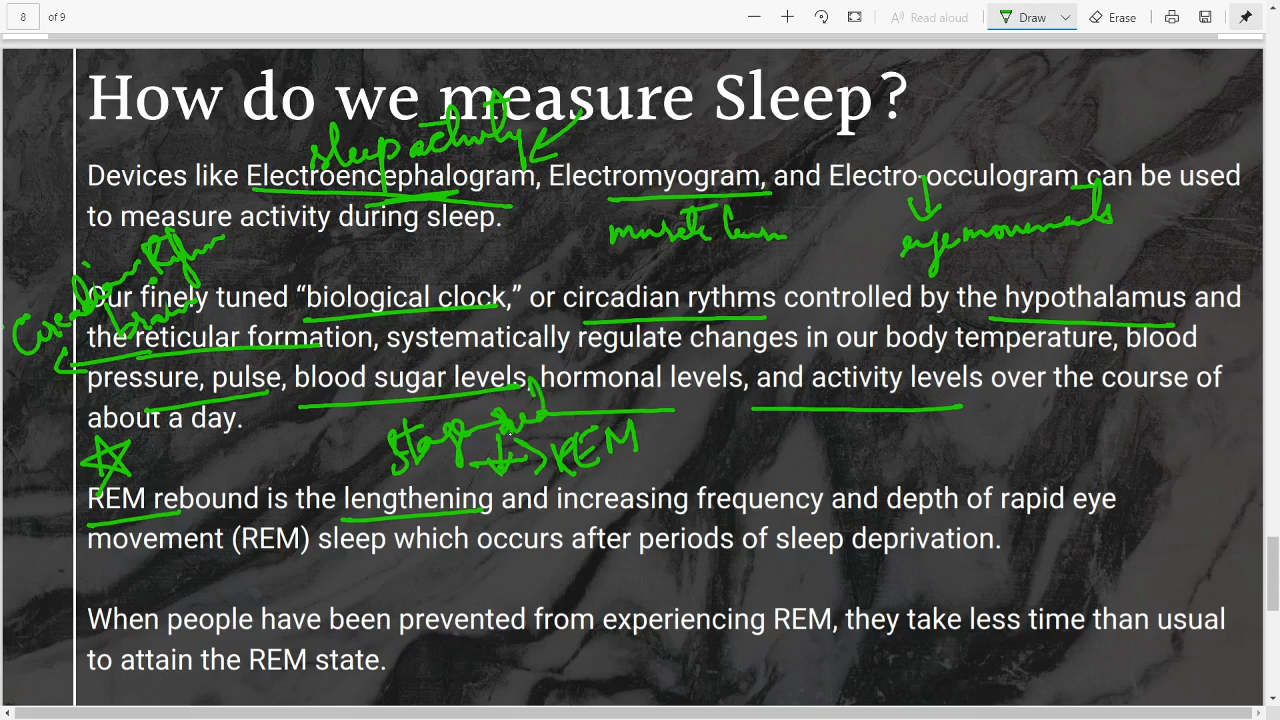 8 of 9 Read aloud Draw Erase
How do we measure Sleep?
sleep activity
Devices like Electroencephalogram, Electromyogram, and Electro-occulogram can be used
to measure activity during sleep.
muscle
eye movements
Circadian
brain
Our finely tuned “biological clock,” or circadian rythms controlled by the hypothalamus and
the reticular formation, systematically regulate changes in our body temperature, blood
pressure, pulse, blood sugar levels, hormonal levels, and activity levels over the course of
about a day.
REM
REM rebound is the lengthening and increasing frequency and depth of rapid eye
movement (REM) sleep which occurs after periods of sleep deprivation.
When people have been prevented from experiencing REM, they take less time than usual
to attain the REM state.